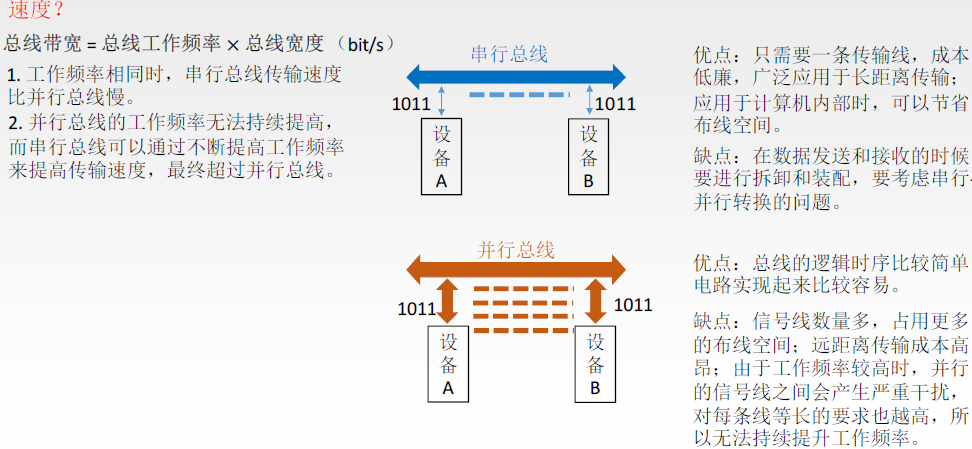 速度？
总线带宽 = 总线工作频率 × 总线宽度 （bit/s）
1. 工作频率相同时，串行总线传输速度
比并行总线慢。
2. 并行总线的工作频率无法持续提高，
而串行总线可以通过不断提高工作频率
来提高传输速度，最终超过并行总线。
串行总线
1011
1011
设
备
A
设
备
B
优点：只需要一条传输线，成本
低廉，广泛应用于长距离传输；
应用于计算机内部时，可以节省
布线空间。
缺点：在数据发送和接收的时候
要进行拆卸和装配，要考虑串行-
并行转换的问题。
并行总线
1011
1011
设
备
A
设
备
B
优点：总线的逻辑时序比较简单
电路实现起来比较容易。
缺点：信号线数量多，占用更多
的布线空间；远距离传输成本高
昂；由于工作频率较高时，并行
的信号线之间会产生严重干扰，
对每条线等长的要求也越高，所
以无法持续提升工作频率。